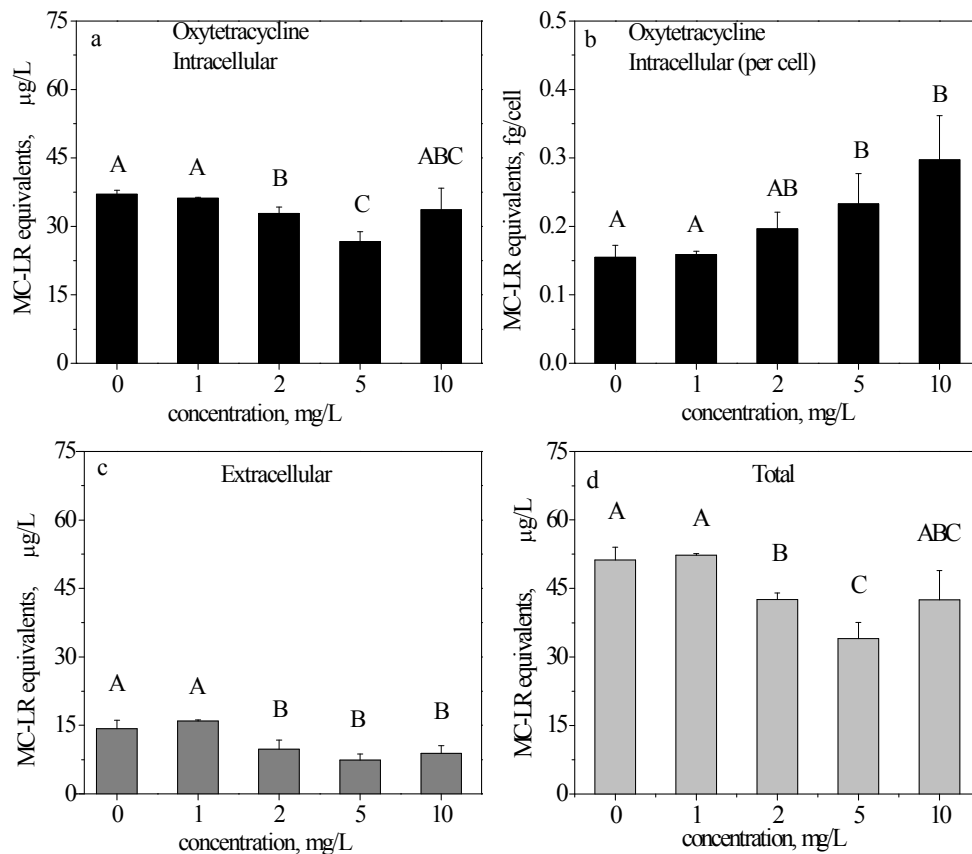 a
Oxytetracycline
Intracellular
MC-LR equivalents, µg/L
75
60
45
30
15
0
A
A
B
C
ABC
0 1 2 5 10
concentration, mg/L
b
Oxytetracycline
Intracellular (per cell)
MC-LR equivalents, fg/cell
0.5
0.4
0.3
0.2
0.1
0.0
A
A
AB
B
B
0 1 2 5 10
concentration, mg/L
c
Extracellular
MC-LR equivalents, µg/L
75
60
45
30
15
0
A
A
B
B
B
0 1 2 5 10
concentration, mg/L
d
Total
MC-LR equivalents, µg/L
75
60
45
30
15
0
A
A
B
C
ABC
0 1 2 5 10
concentration, mg/L